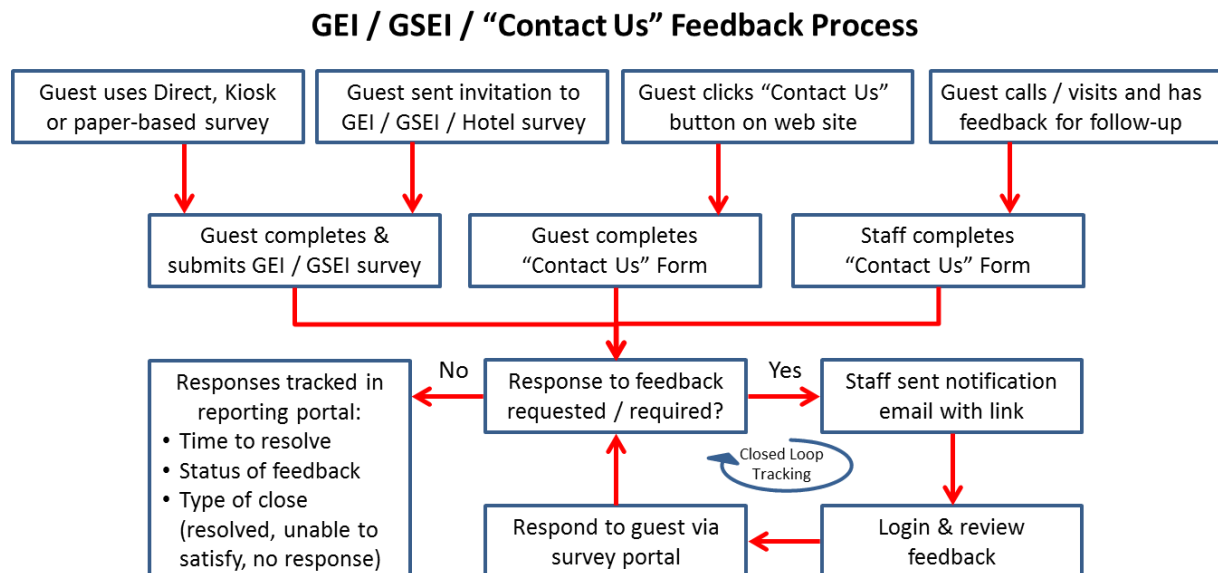 GEI / GSEI / “Contact Us” Feedback Process
Guest uses Direct, Kiosk
or paper-based survey
Guest sent invitation to
GEI / GSEI / Hotel survey
Guest clicks “Contact Us”
button on web site
Guest calls / visits and has
feedback for follow-up
Guest completes &
submits GEI / GSEI survey
Guest completes
“Contact Us” Form
Staff completes
“Contact Us” Form
Responses tracked in
reporting portal:
• Time to resolve
• Status of feedback
• Type of close
(resolved, unable to
satisfy, no response)
No
Response to feedback
requested / required?
Yes
Staff sent notification
email with link
Closed Loop
Tracking
Respond to guest via
survey portal
Login & review
feedback